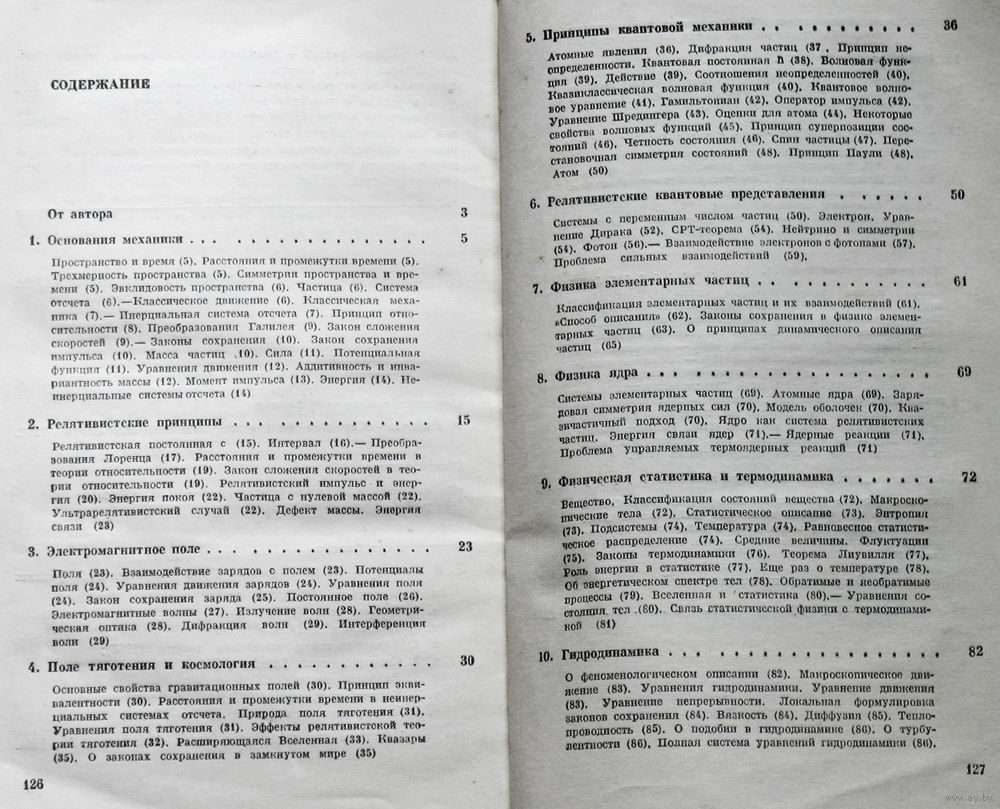 СОДЕРЖАНИЕ
От автора 3
1. Основания механики . . . . . . . . . . . . . . . . 5
Пространство и время (5). Расстояния и промежутки времени (5).
Трехмерность пространства (5). Симметрии пространства и вре-
мени (5). Эвклидовость пространства (6). Частица (6). Система
отсчета (6).—Классическое движение (6). Классическая меха-
ника (7).— Инерциальная система отсчета (7). Принцип отно-
сительности (8). Преобразования Галилея (9). Закон сложения
скоростей (9).— Законы сохранения (10). Закон сохранения
импульса (10). Масса частиц (10). Сила (11). Потенциальная
функция (11). Уравнения движения (12). Аддитивность и инва-
риантность массы (12). Момент импульса (13). Энергия (14). Не-
инерциальные системы отсчета (14)
2. Релятивистские принципы . . . . . . . . . . . . . 15
Релятивистская постоянная c (15). Интервал (16).— Преобра-
зования Лоренца (17). Расстояния и промежутки времени в
теории относительности (19). Закон сложения скоростей в тео-
рии относительности (19). Релятивистский импульс и энер-
гия (20). Энергия покоя (22). Частица с нулевой массой (22).
Ультрарелятивистский случай (22). Дефект массы. Энергия
связи (23)
3. Электромагнитное поле . . . . . . . . . . . . . . . 23
Поля (23). Взаимодействие зарядов с полем (23). Потенциалы
поля (24). Уравнения движения зарядов (24). Уравнения поля
(24). Закон сохранения заряда (25). Постоянное поле (26).
Электромагнитные волны (27). Излучение волн (28). Геометри-
ческая оптика (28). Дифракция волн (29). Интерференция
волн (29)
4. Поле тяготения и космология . . . . . . . . . . . 30
Основные свойства гравитационных полей (30). Принцип экви-
валентности (30). Расстояния и промежутки времени в неинер-
циальных системах отсчета. Природа поля тяготения (31).
Уравнения поля тяготения (31). Эффекты релятивистской тео-
рии тяготения (32). Расширяющаяся Вселенная (33). Квазары
(35). О законах сохранения в замкнутом мире (35)
126
5. Принципы квантовой механики . . . . . . . . . . 36
Атомные явления (36). Дифракция частиц (37 . Принцип не-
определенности. Квантовая постоянная ħ (38). Волновая функ-
ция (39). Действие (39). Соотношения неопределенностей (40).
Квазиклассическая волновая функция (40). Квантовое волно-
вое уравнение (41). Гамильтониан (42). Оператор импульса (42).
Уравнение Шредингера (43). Оценки для атома (44). Некоторые
свойства волновых функций (45). Принцип суперпозиции сос-
тояний (46). Четность состояния (46). Спин частицы (47). Пере-
становочная симметрия состояний (48). Принцип Паули (48).
Атом (50)
6. Релятивистские квантовые представления . . . . . . 50
Системы с переменным числом частиц (50). Электрон. Урав-
нение Дирака (52). СРТ-теорема (54). Нейтрино и симметрии
(54). Фотон (56).— Взаимодействие электронов с фотонами (57).
Проблема сильных взаимодействий (59).
7. Физика элементарных частиц . . . . . . . . . . . 61
Классификация элементарных частиц и их взаимодействий (61).
«Способ описания» (62). Законы сохранения в физике элемен-
тарных частиц (63). О принципах динамического описания
частиц (65)
8. Физика ядра . . . . . . . . . . . . . . . . . . 69
Системы элементарных частиц (69). Атомные ядра (69). Заря-
довая симметрия ядерных сил (70). Модель оболочек (70). Ква-
зичастичный подход (70). Ядро как система релятивистских
частиц. Энергия связи ядер (71).— Ядерные реакции (71).
Проблема управляемых термоядерных реакций (71)
9. Физическая статистика и термодинамика . . . . . . . 72
Вещество. Классификация состояний вещества (72). Макроско-
пические тела (72). Статистическое описание (73). Энтропия
(73). Подсистемы (74). Температура (74). Равновесное статисти-
ческое распределение (74). Средние величины. Флуктуации
(75). Законы термодинамики (76). Теорема Лиувилля (77).
Роль энергии в статистике (77). Еще раз о температуре (78).
Об энергетическом спектре тел (78). Обратимые и необратимые
процессы (79). Вселенная и статистика (80).— Уравнения со-
стояния тел (80). Связь статистической физики с термодинами-
кой (81)
10. Гидродинамика . . . . . . . . . . . . . . . . . 82
О феноменологическом описании (82). Макроскопическое дви-
жение (83). Уравнения гидродинамики. Уравнение движения
(83). Уравнение непрерывности. Локальная формулировка
законов сохранения (84). Вязкость (84). Диффузия (85). Тепло-
проводность (85). О подобии в гидродинамике (86). О турбу-
лентности (86). Полная система уравнений гидродинамики (86).
127
www.ay.by